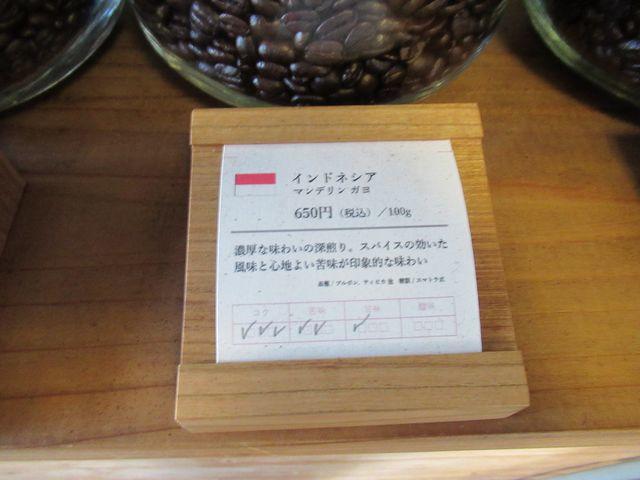 インドネシア
マンデリン ガヨ
650円（税込）／100g
濃厚な味わいの深煎り。スパイスの効いた
風味と心地よい苦味が印象的な味わい
品種 / ブルボン、ティピカ他 精製 / スマトラ式
コク 苦味 甘味 酸味